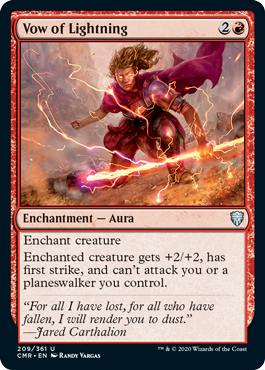 Vow of Lightning 2
Enchantment — Aura
Enchant creature
Enchanted creature gets +2/+2, has
first strike, and can't attack you or a
planeswalker you control.
“For all I have lost, for all who have
fallen, I will render you to dust.”
—Jared Carthalion
209/361 U
CMR • EN Randy Vargas
™ & © 2020 Wizards of the Coast